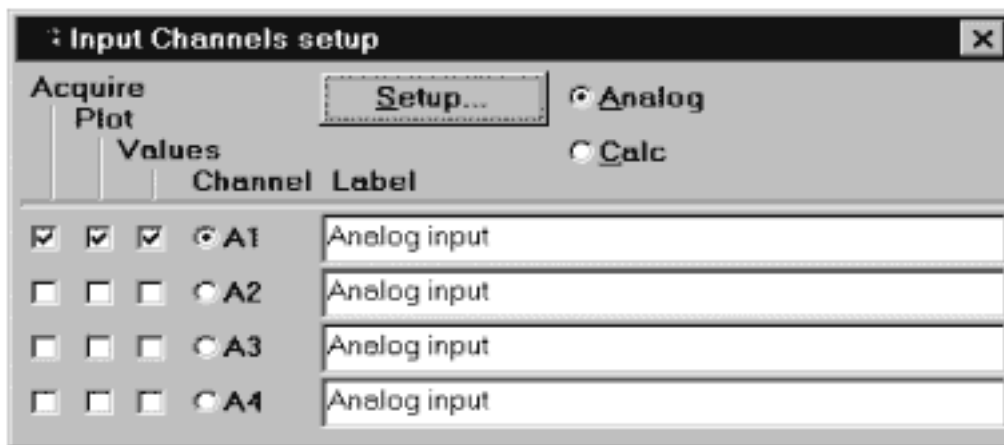 Input Channels setup
Acquire
Setup...
Analog
Plot
Values
Calc
Channel Label
A1 Analog input
A2 Analog input
A3 Analog input
A4 Analog input